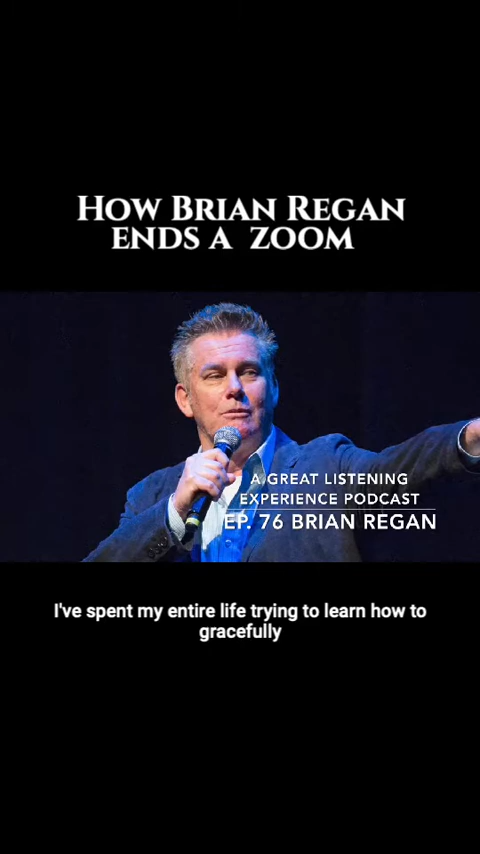 How Brian Regan
ends a zoom
A GREAT LISTENING
EXPERIENCE PODCAST
EP. 76 BRIAN REGAN
I've spent my entire life trying to learn how to
gracefully